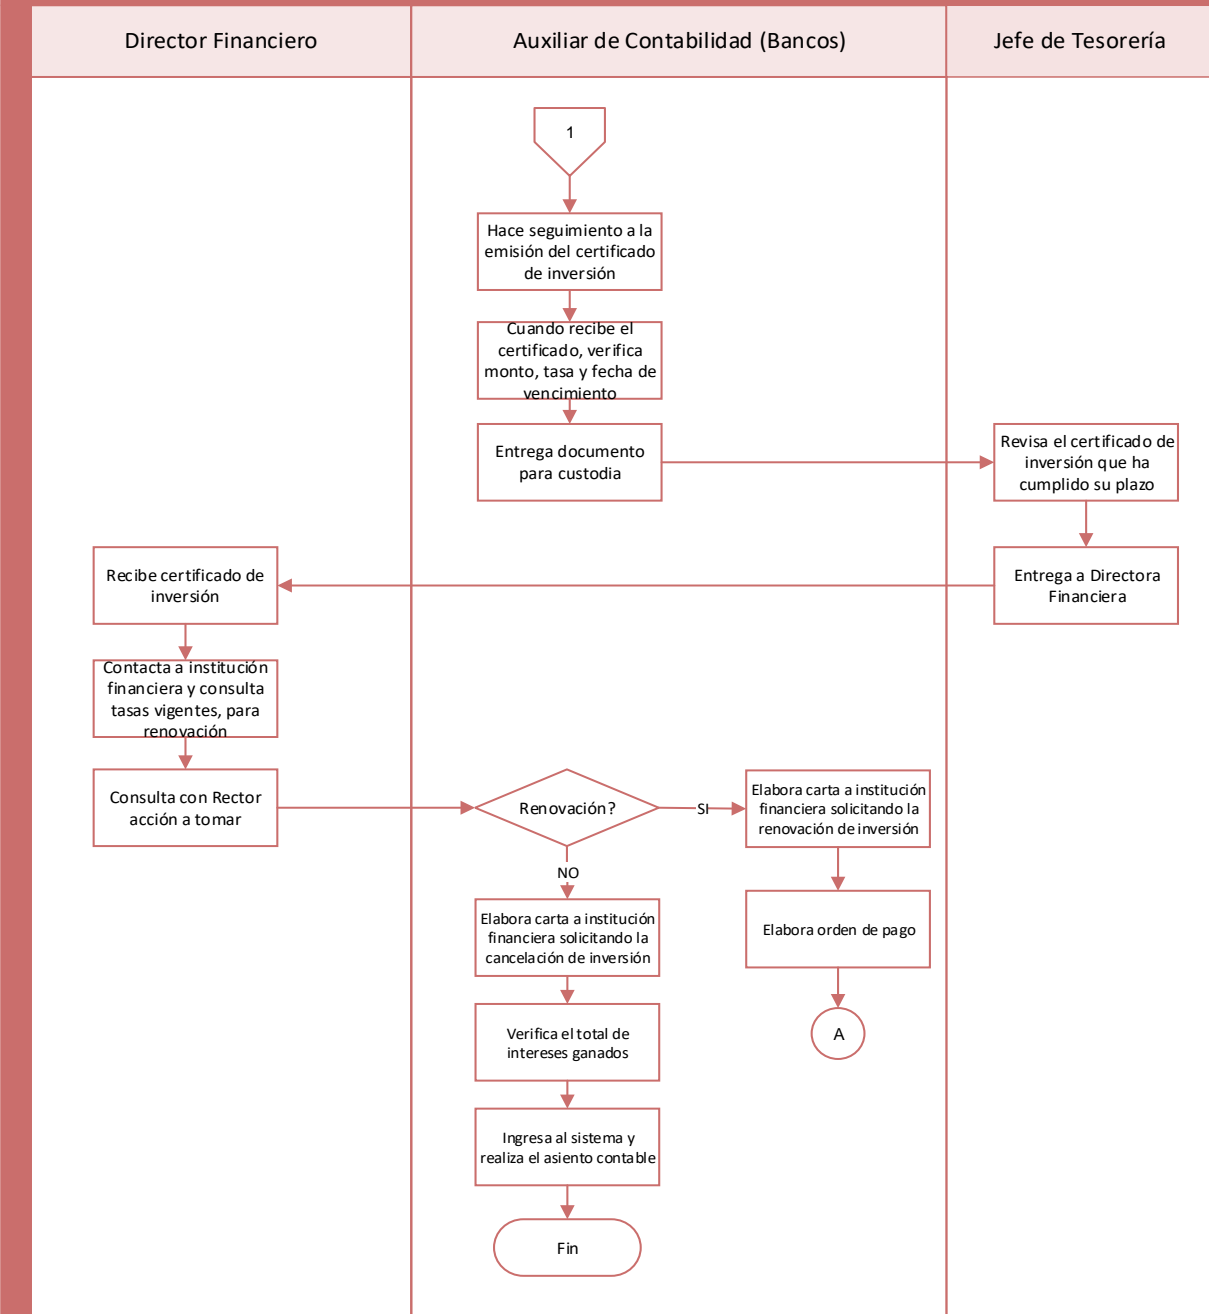 Director Financiero
Auxiliar de Contabilidad (Bancos)
Jefe de Tesorería
1
Hace seguimiento a la
emisión del certificado
de inversión
Cuando recibe el
certificado, verifica
monto, tasa y fecha de
vencimiento
Entrega documento
para custodia
Revisa el certificado de
inversión que ha
cumplido su plazo
Entrega a Directora
Financiera
Recibe certificado de
inversión
Contacta a institución
financiera y consulta
tasas vigentes, para
renovación
Consulta con Rector
acción a tomar
Renovación?
SI
Elabora carta a institución
financiera solicitando la
renovación de inversión
Elabora orden de pago
A
NO
Elabora carta a institución
financiera solicitando la
cancelación de inversión
Verifica el total de
intereses ganados
Ingresa al sistema y
realiza el asiento contable
Fin